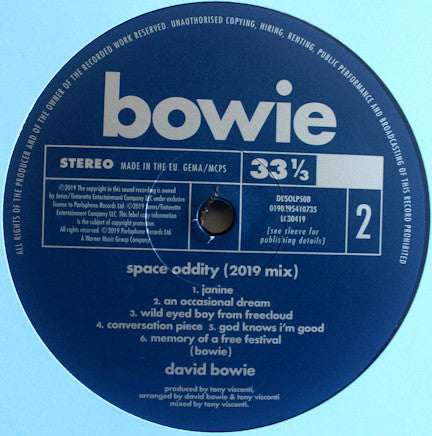 ALL RIGHTS OF THE PRODUCER AND OF THE OWNER OF THE RECORDED WORK RESERVED. UNAUTHORISED COPYING, HIRING, RENTING, PUBLIC PERFORMANCE AND BROADCASTING OF THIS RECORD PROHIBITED
bowie
STEREO MADE IN THE EU. GEMA/MCPS 33 1/3
℗2019 The copyright in this sound recording is owned
by Jones/Tintoretto Entertainment Company LLC under exclusive
license to Parlophone Records Ltd. ©2019 Jones/Tintoretto
Entertainment Company LLC. This label copy information
is the subject of copyright protection.
All rights reserved. ©2019 Parlophone Records Ltd.
A Warner Music Group Company
DBSOLP50B
0190295410735
LC30419
[see sleeve for
publishing details]
2
space oddity (2019 mix)
1. janine
2. an occasional dream
3. wild eyed boy from freecloud
4. conversation piece 5. god knows i'm good
6. memory of a free festival
(bowie)
david bowie
produced by tony visconti,
arranged by david bowie & tony visconti
mixed by tony visconti.